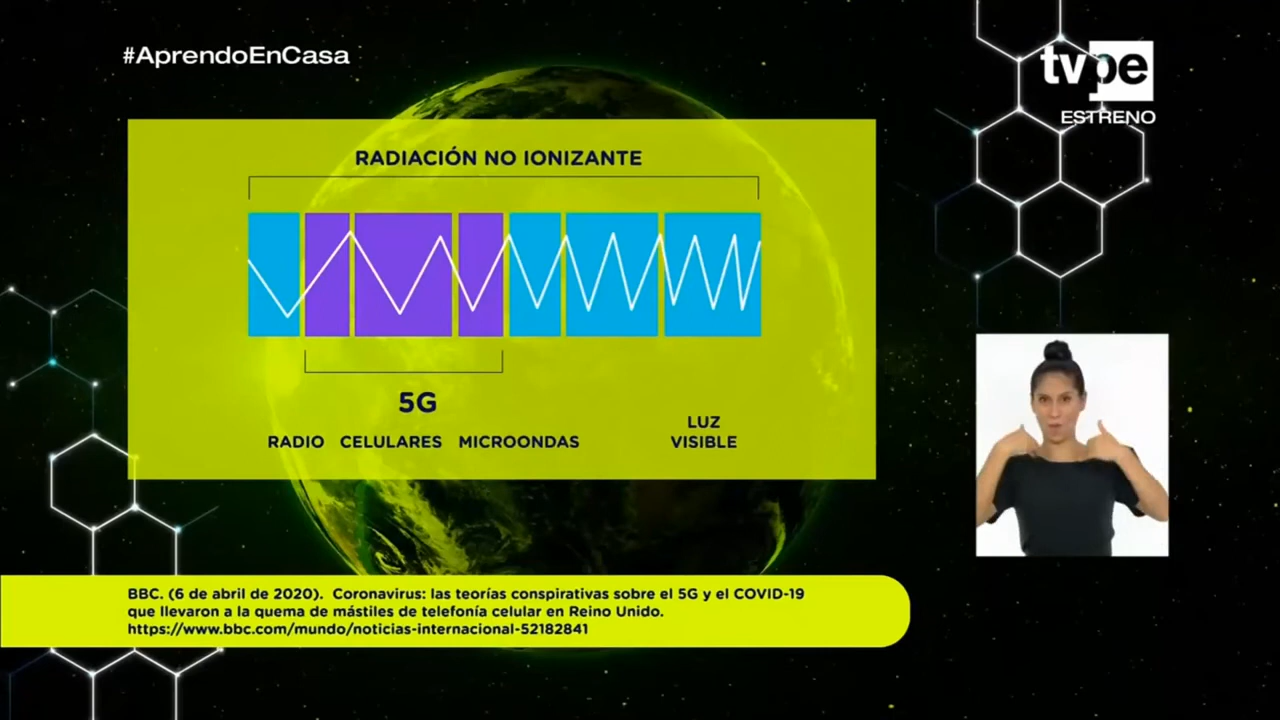 #AprendoEnCasa
tvpe
ESTRENO
RADIACIÓN NO IONIZANTE
5G
RADIO CELULARES MICROONDAS LUZ VISIBLE
BBC. (6 de abril de 2020). Coronavirus: las teorías conspirativas sobre el 5G y el COVID-19
que llevaron a la quema de mástiles de telefonía celular en Reino Unido.
https://www.bbc.com/mundo/noticias-internacional-52182841